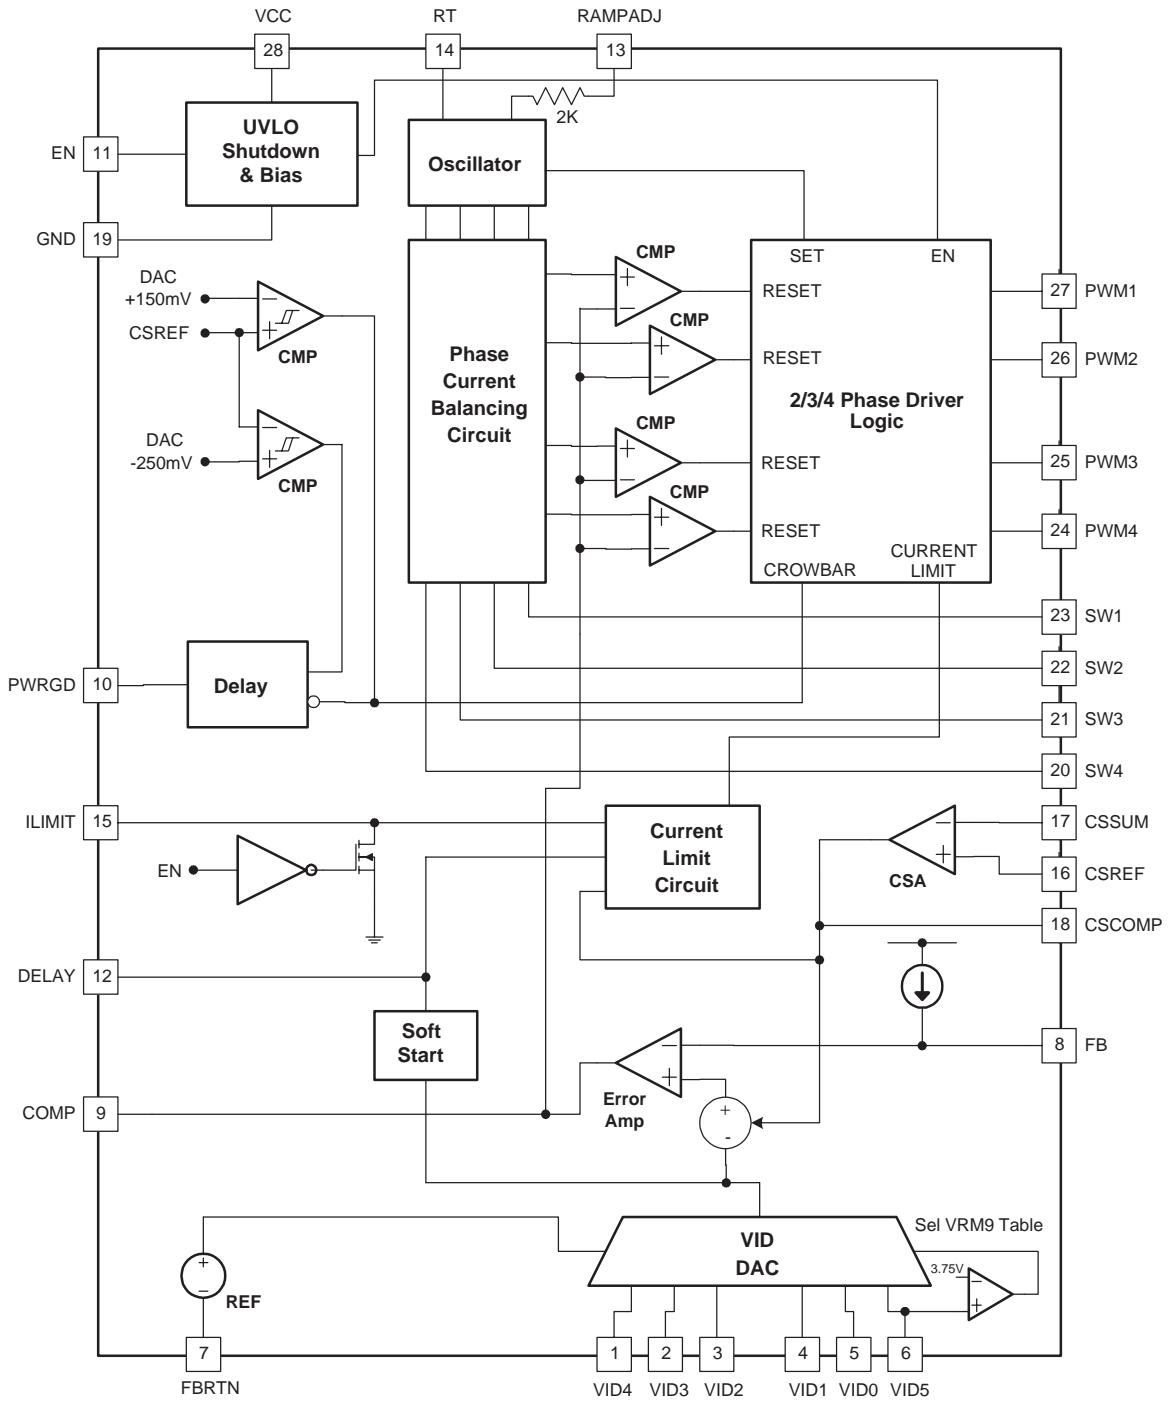 VCC
RT
RAMPADJ
28
14
13
2K
UVLO
Shutdown
& Bias
EN
11
Oscillator
GND
19
DAC
+150mV
CSREF
−
+
CMP
DAC
-250mV
−
+
CMP
Phase
Current
Balancing
Circuit
CMP
+
−
CMP
+
−
CMP
+
−
CMP
+
−
SET
EN
RESET
RESET
2/3/4 Phase Driver
Logic
RESET
RESET
CURRENT
LIMIT
CROWBAR
27
PWM1
26
PWM2
25
PWM3
24
PWM4
23
SW1
22
SW2
21
SW3
20
SW4
PWRGD
10
Delay
ILIMIT
15
EN
Current
Limit
Circuit
−
+
CSA
17
CSSUM
16
CSREF
18
CSCOMP
DELAY
12
Soft
Start
−
+
Error
Amp
+
-
8
FB
COMP
9
Sel VRM9 Table
VID
DAC
3.75V
−
+
+
−
REF
7
FBRTN
1
2
3
4
5
6
VID4
VID3
VID2
VID1
VID0
VID5